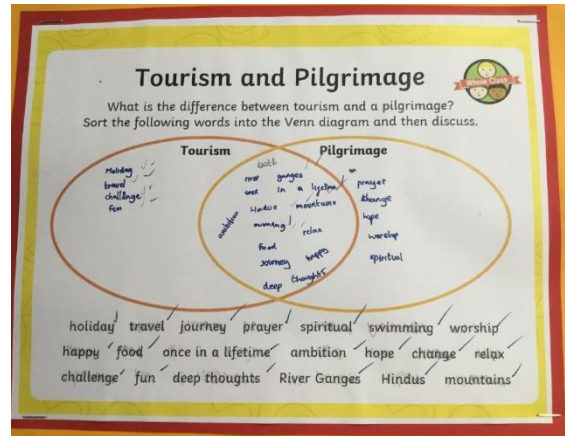 Tourism and Pilgrimage
Whole Class
What is the difference between tourism and a pilgrimage?
Sort the following words into the Venn diagram and then discuss.
Tourism
both
Pilgrimage
Holiday
travel
challenge
fun
river ganges
once in a lifetime
Hindus
mountains
ambition
relax
food
journey
happy
deep thoughts
prayer
change
hope
worship
spiritual
holiday travel journey prayer spiritual swimming worship
happy food once in a lifetime ambition hope change relax
challenge fun deep thoughts River Ganges Hindus mountains